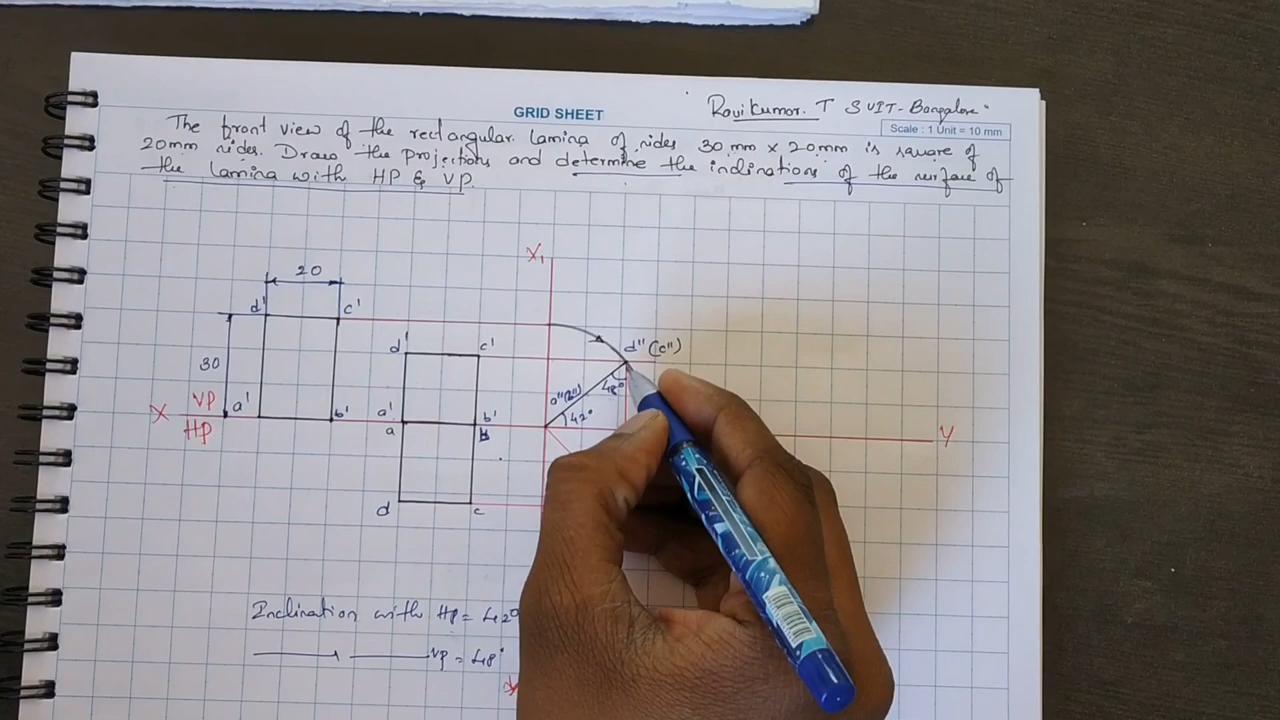 GRID SHEET
Ravikumar. T SVIT-Bangalore"
Scale : 1 Unit = 10 mm
The front view of the rectangular lamina of sides 30 mm x 20mm is square of
20mm sides. Draw the projections and determine the inclinations of the surface of
the lamina with HP & VP.
X1
20
d' c'
d' c' d" (c")
30
a"(b") 48°
X VP a' b' a' b' 42°
HP a b Y
d c
Inclination with HP = 42°
VP = 48°